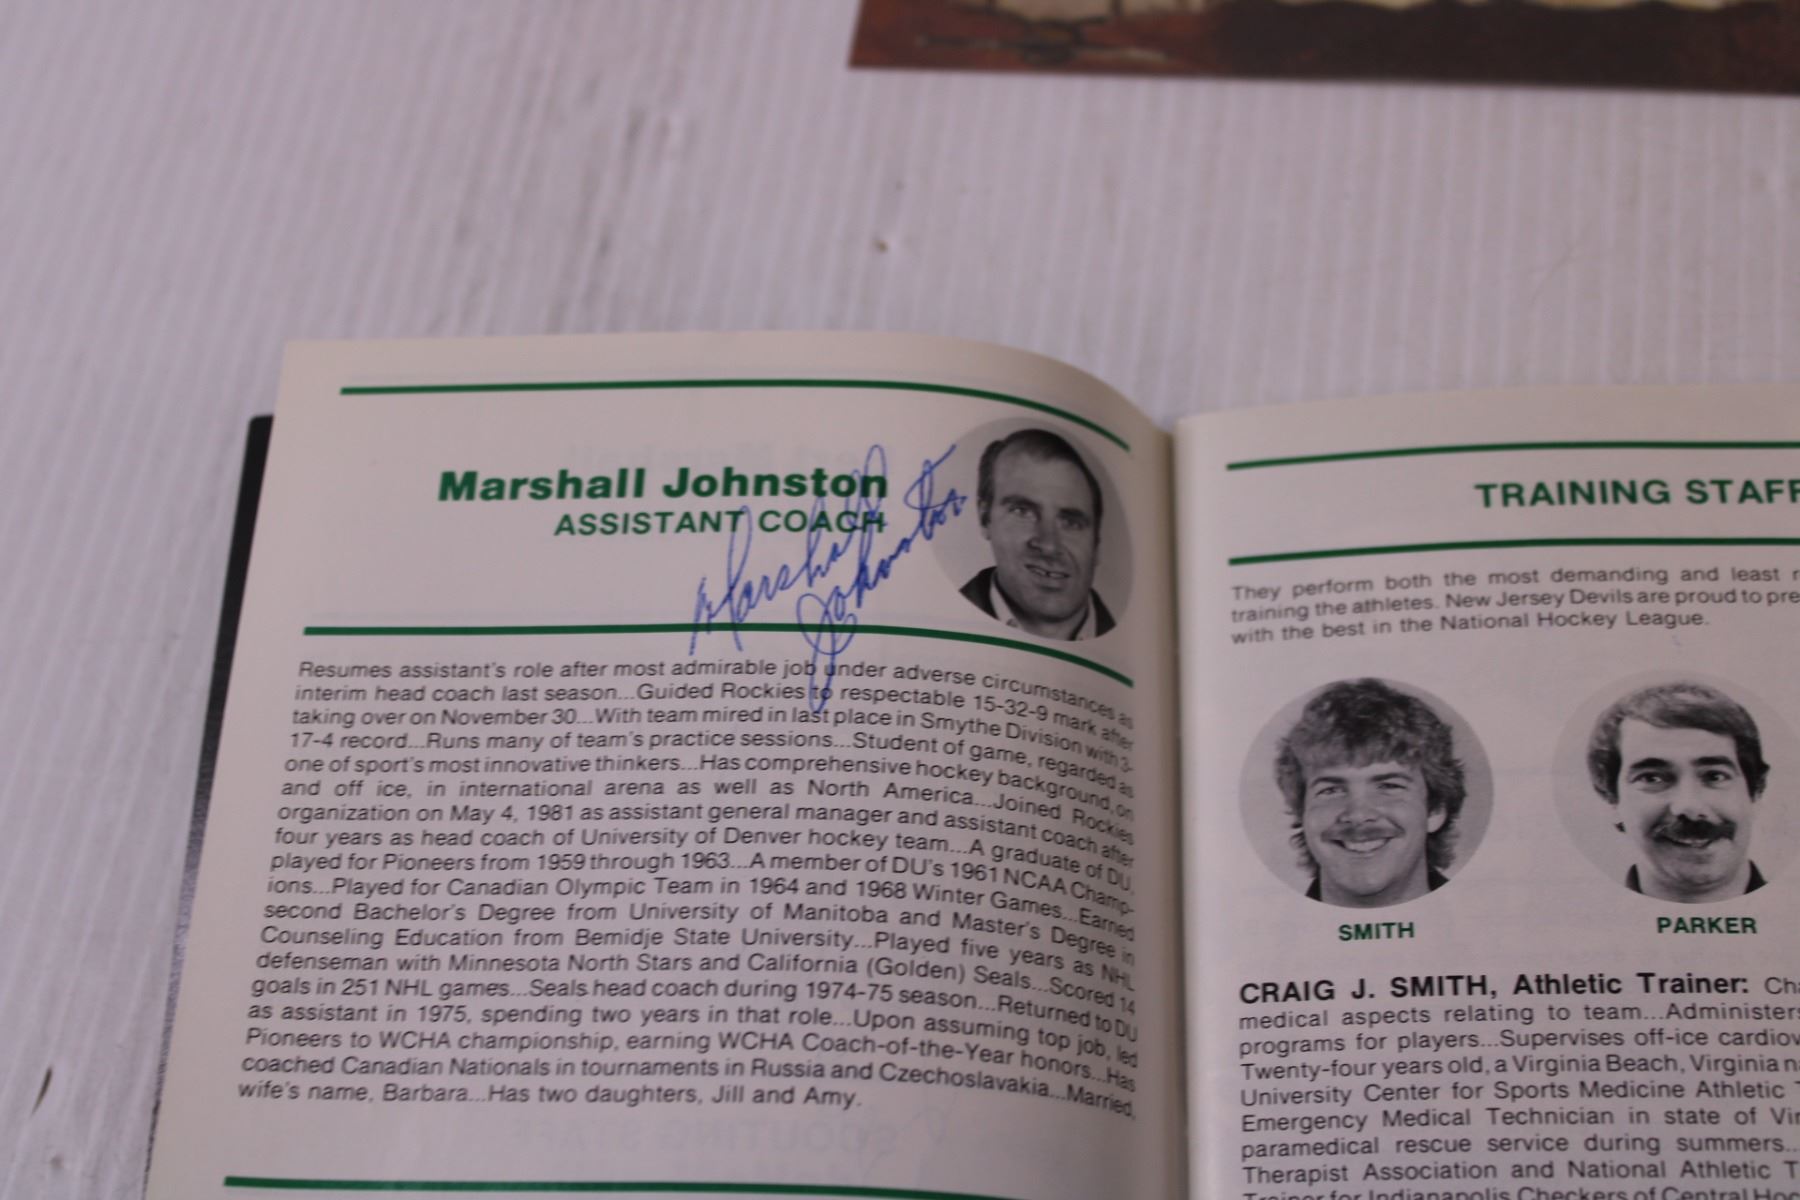 Marshall Johnston
ASSISTANT COACH
Marshall
Johnston
Resumes assistant's role after most admirable job under adverse circumstances as
interim head coach last season...Guided Rockies to respectable 15-32-9 mark after
taking over on November 30...With team mired in last place in Smythe Division with 3-
17-4 record...Runs many of team's practice sessions...Student of game, regarded as
one of sport's most innovative thinkers...Has comprehensive hockey background, on
and off ice, in international arena as well as North America...Joined Rockies
organization on May 4, 1981 as assistant general manager and assistant coach after
four years as head coach of University of Denver hockey team...A graduate of DU,
played for Pioneers from 1959 through 1963...A member of DU's 1961 NCAA Champ-
ions...Played for Canadian Olympic Team in 1964 and 1968 Winter Games...Earned
second Bachelor's Degree from University of Manitoba and Master's Degree in
Counseling Education from Bemidje State University...Played five years as NHL
defenseman with Minnesota North Stars and California (Golden) Seals...Scored 14
goals in 251 NHL games...Seals head coach during 1974-75 season...Returned to DU
as assistant in 1975, spending two years in that role...Upon assuming top job, led
Pioneers to WCHA championship, earning WCHA Coach-of-the-Year honors...Has
coached Canadian Nationals in tournaments in Russia and Czechoslavakia...Married,
wife's name, Barbara...Has two daughters, Jill and Amy.
TRAINING STAFF
They perform both the most demanding and least
training the athletes. New Jersey Devils are proud to
with the best in the National Hockey League.
SMITH
PARKER
CRAIG J. SMITH, Athletic Trainer:
medical aspects relating to team...Administers
programs for players...Supervises off-ice
Twenty-four years old, a Virginia Beach, Virginia
University Center for Sports Medicine Athletic
Emergency Medical Technician in state of
paramedical rescue service during summers...
Therapist Association and National Athletic
Trainer for Indianapolis Checkers of Central